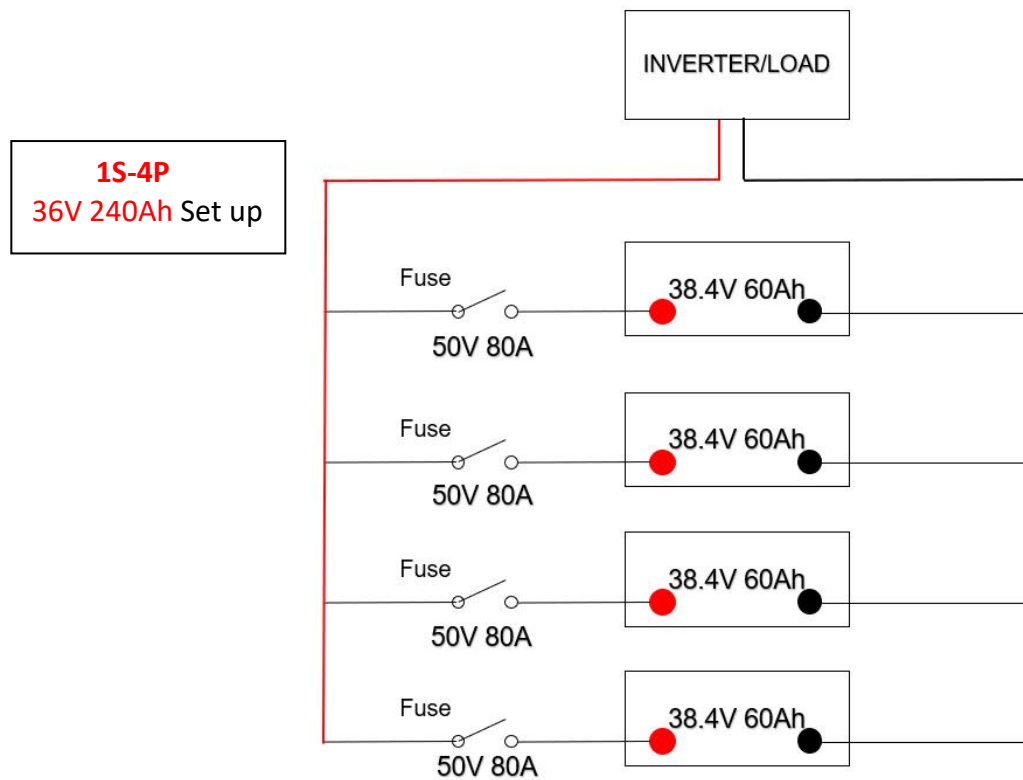 INVERTER/LOAD
1S-4P
36V 240Ah Set up
Fuse
38.4V 60Ah
50V 80A
Fuse
38.4V 60Ah
50V 80A
Fuse
38.4V 60Ah
50V 80A
Fuse
38.4V 60Ah
50V 80A